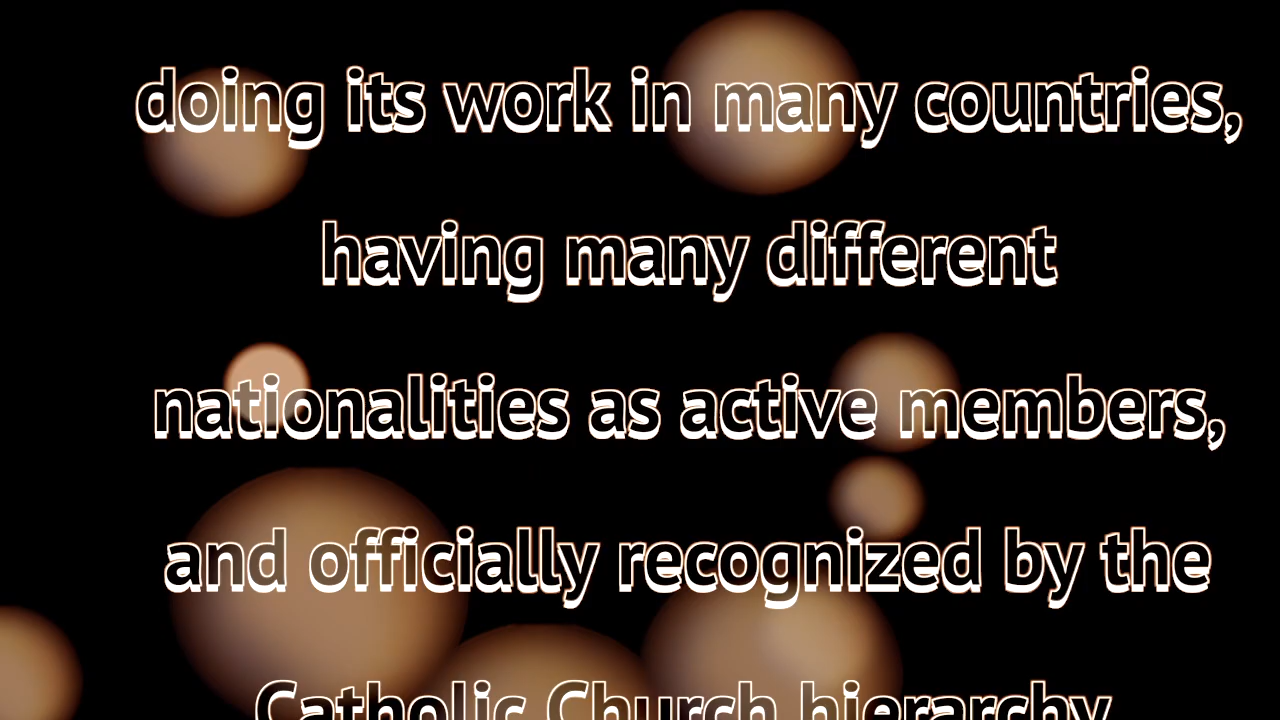 doing its work in many countries,
having many different
nationalities as active members,
and officially recognized by the
Catholic Church hierarchy